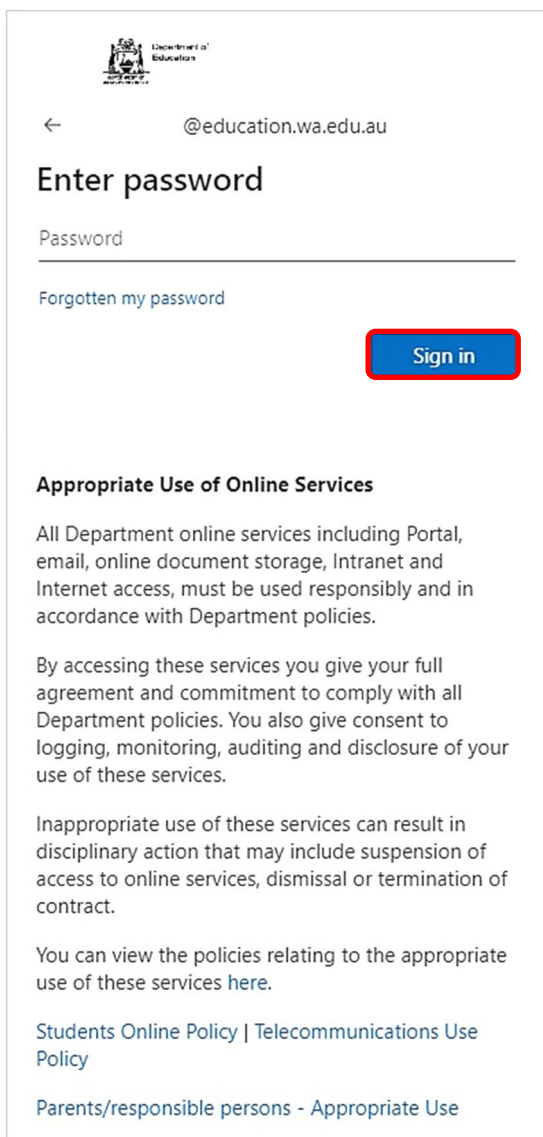 Department of
Education
← @education.wa.edu.au
Enter password
Password
Forgotten my password
Sign in
Appropriate Use of Online Services
All Department online services including Portal,
email, online document storage, Intranet and
Internet access, must be used responsibly and in
accordance with Department policies.
By accessing these services you give your full
agreement and commitment to comply with all
Department policies. You also give consent to
logging, monitoring, auditing and disclosure of your
use of these services.
Inappropriate use of these services can result in
disciplinary action that may include suspension of
access to online services, dismissal or termination of
contract.
You can view the policies relating to the appropriate
use of these services here.
Students Online Policy | Telecommunications Use
Policy
Parents/responsible persons - Appropriate Use